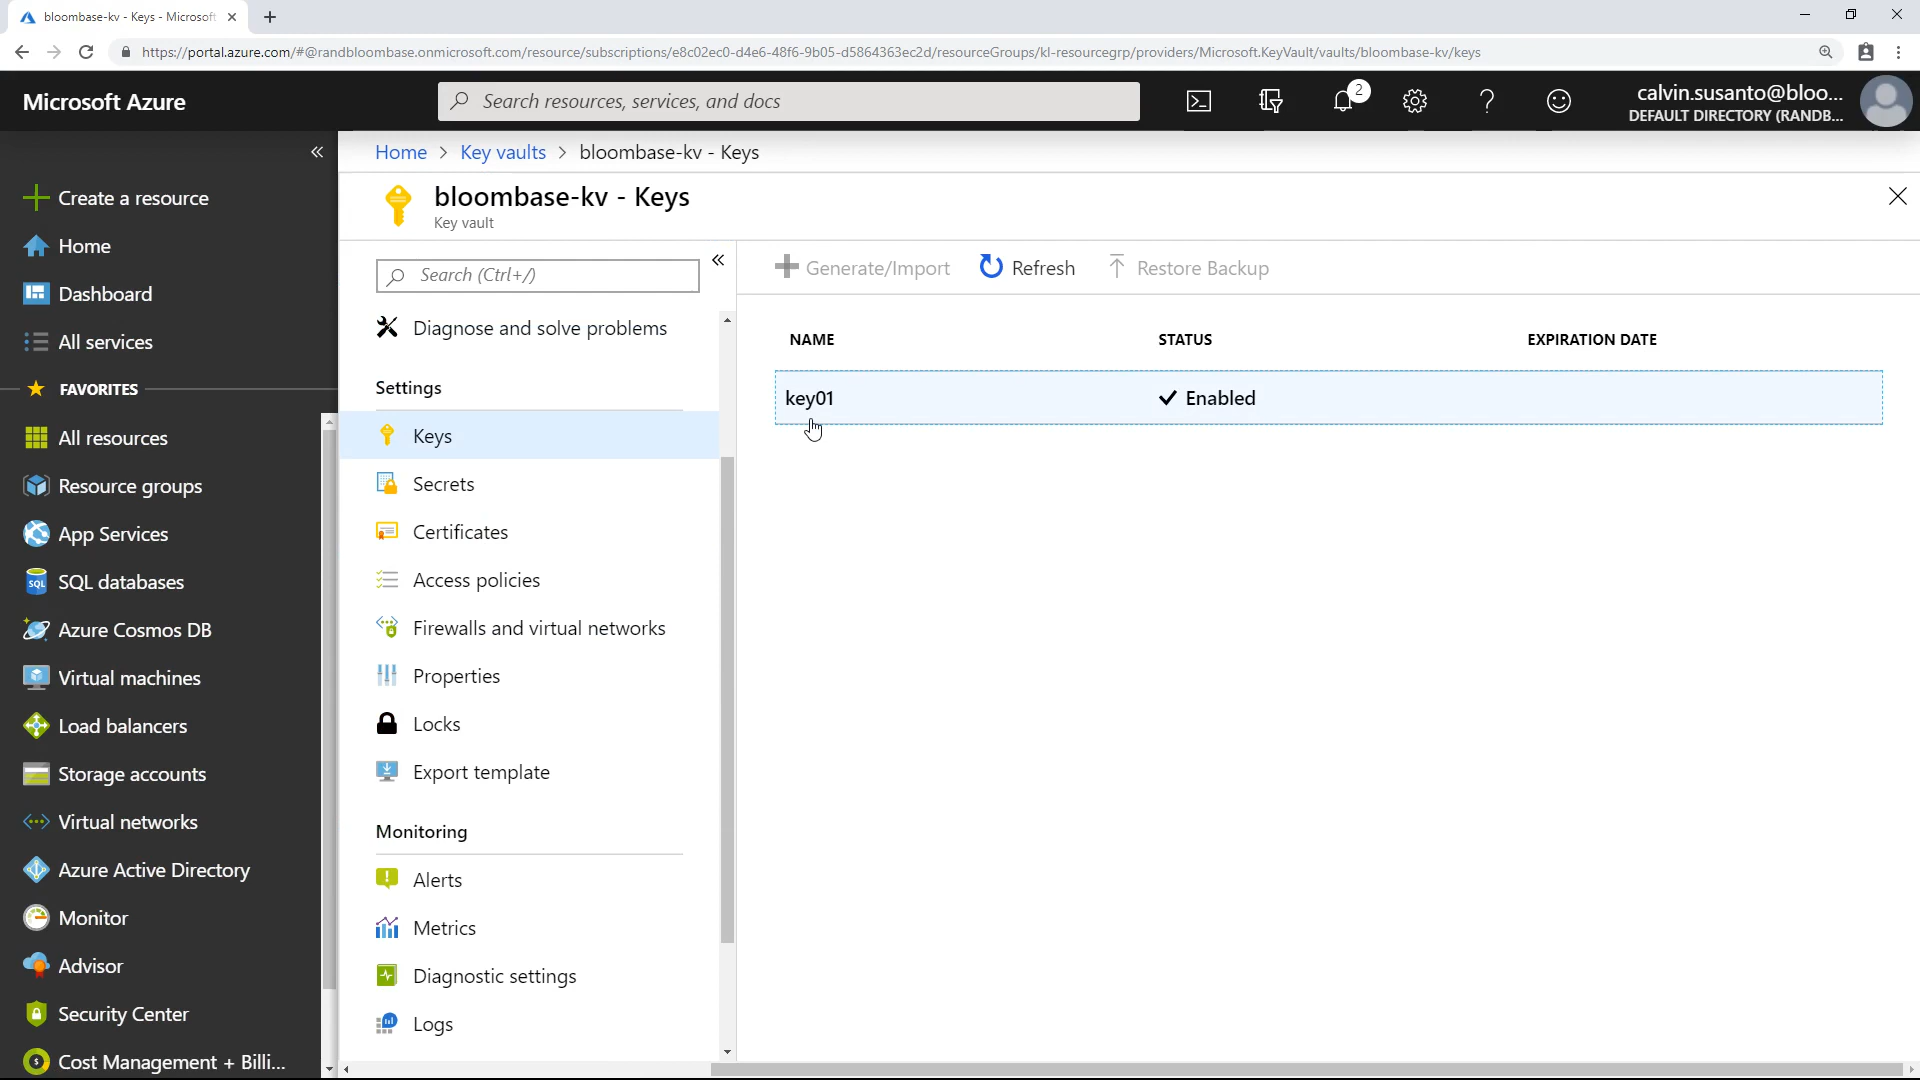 bloombase-kv - Keys - Microsoft
https://portal.azure.com/#@randbloombase.onmicrosoft.com/resource/subscriptions/e8c02ec0-d4e6-48f6-9b05-d5864363ec2d/resourceGroups/kl-resourcegrp/providers/Microsoft.KeyVault/vaults/bloombase-kv/keys
Microsoft Azure
Search resources, services, and docs
2
calvin.susanto@bloo...
DEFAULT DIRECTORY (RANDB...
Create a resource
Home
Dashboard
All services
FAVORITES
All resources
Resource groups
App Services
SQL databases
Azure Cosmos DB
Virtual machines
Load balancers
Storage accounts
Virtual networks
Azure Active Directory
Monitor
Advisor
Security Center
Cost Management + Billi...
Home > Key vaults > bloombase-kv - Keys
bloombase-kv - Keys
Key vault
Search (Ctrl+/)
Diagnose and solve problems
Settings
Keys
Secrets
Certificates
Access policies
Firewalls and virtual networks
Properties
Locks
Export template
Monitoring
Alerts
Metrics
Diagnostic settings
Logs
Generate/Import Refresh Restore Backup
NAME STATUS EXPIRATION DATE
key01 Enabled